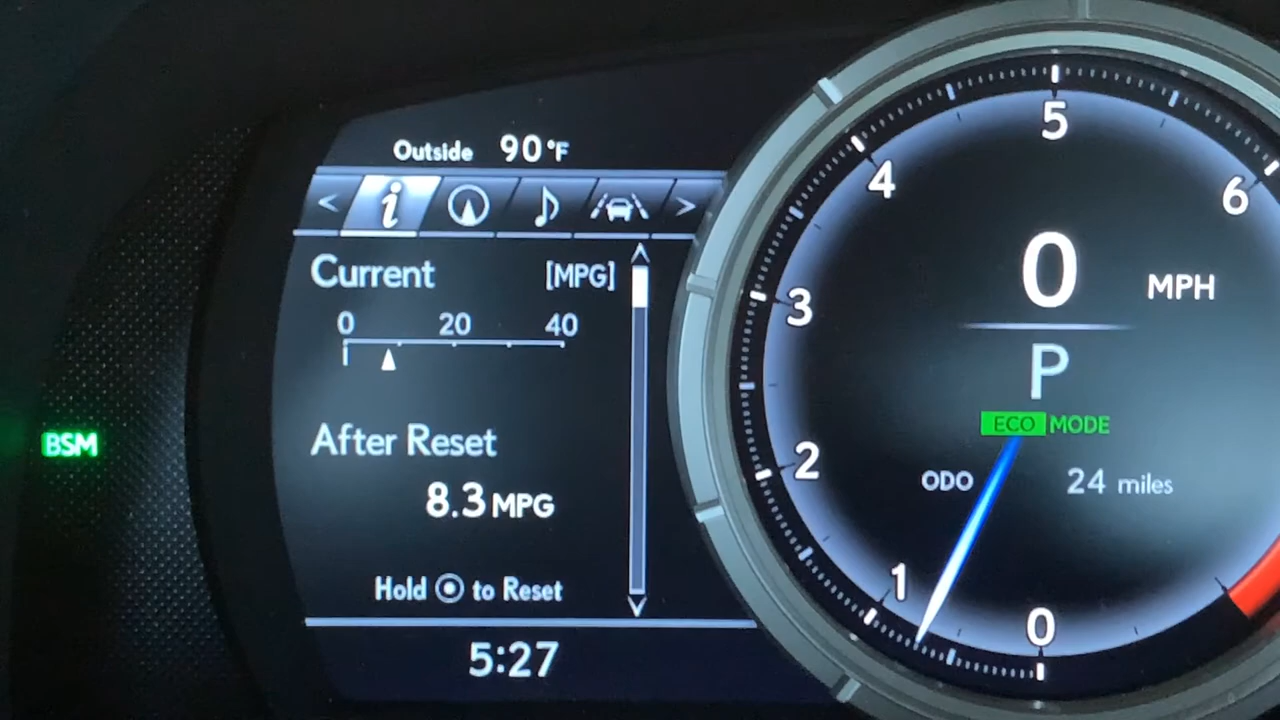 Outside 90°F
< i >
Current [MPG]
0 20 40
After Reset
8.3 MPG
Hold to Reset
5:27
BSM
0 1 2 3 4 5 6
0 MPH
P
ECO MODE
ODO 24 miles